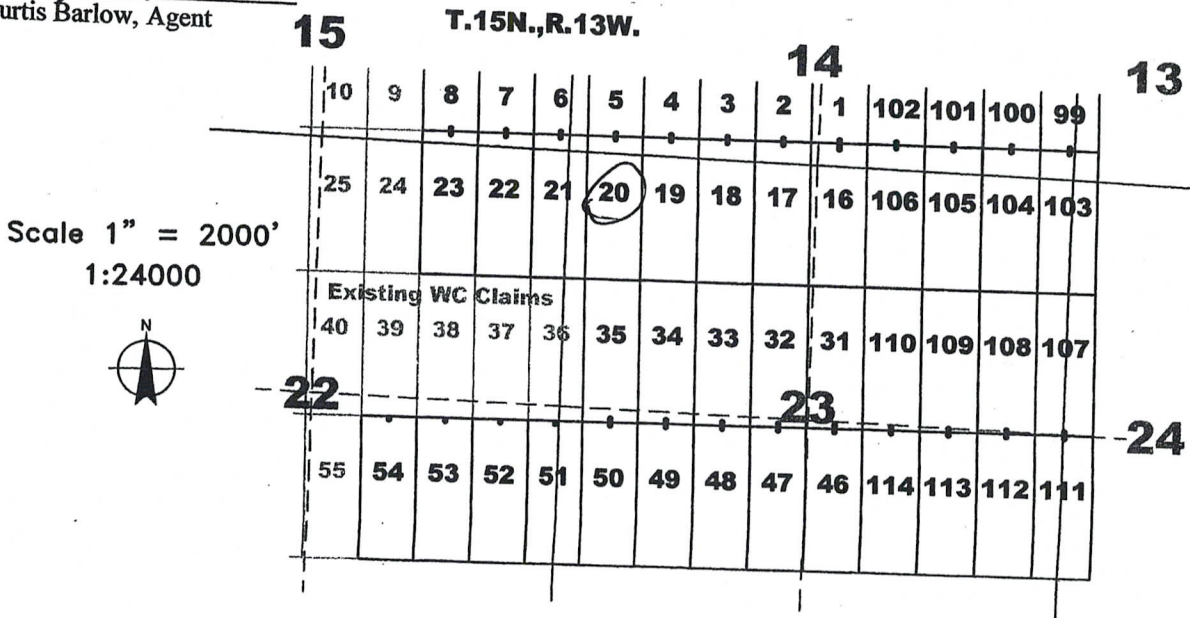 urtis Barlow, Agent
T.15N.,R.13W.
15
14
13
10 9 8 7 6 5 4 3 2 1 102 101 100 99
25 24 23 22 21 20 19 18 17 16 106 105 104 103
Scale 1" = 2000'
1:24000
Existing WC Claims
N
40 39 38 37 36 35 34 33 32 31 110 109 108 107
22
23
24
55 54 53 52 51 50 49 48 47 46 114 113 112 111